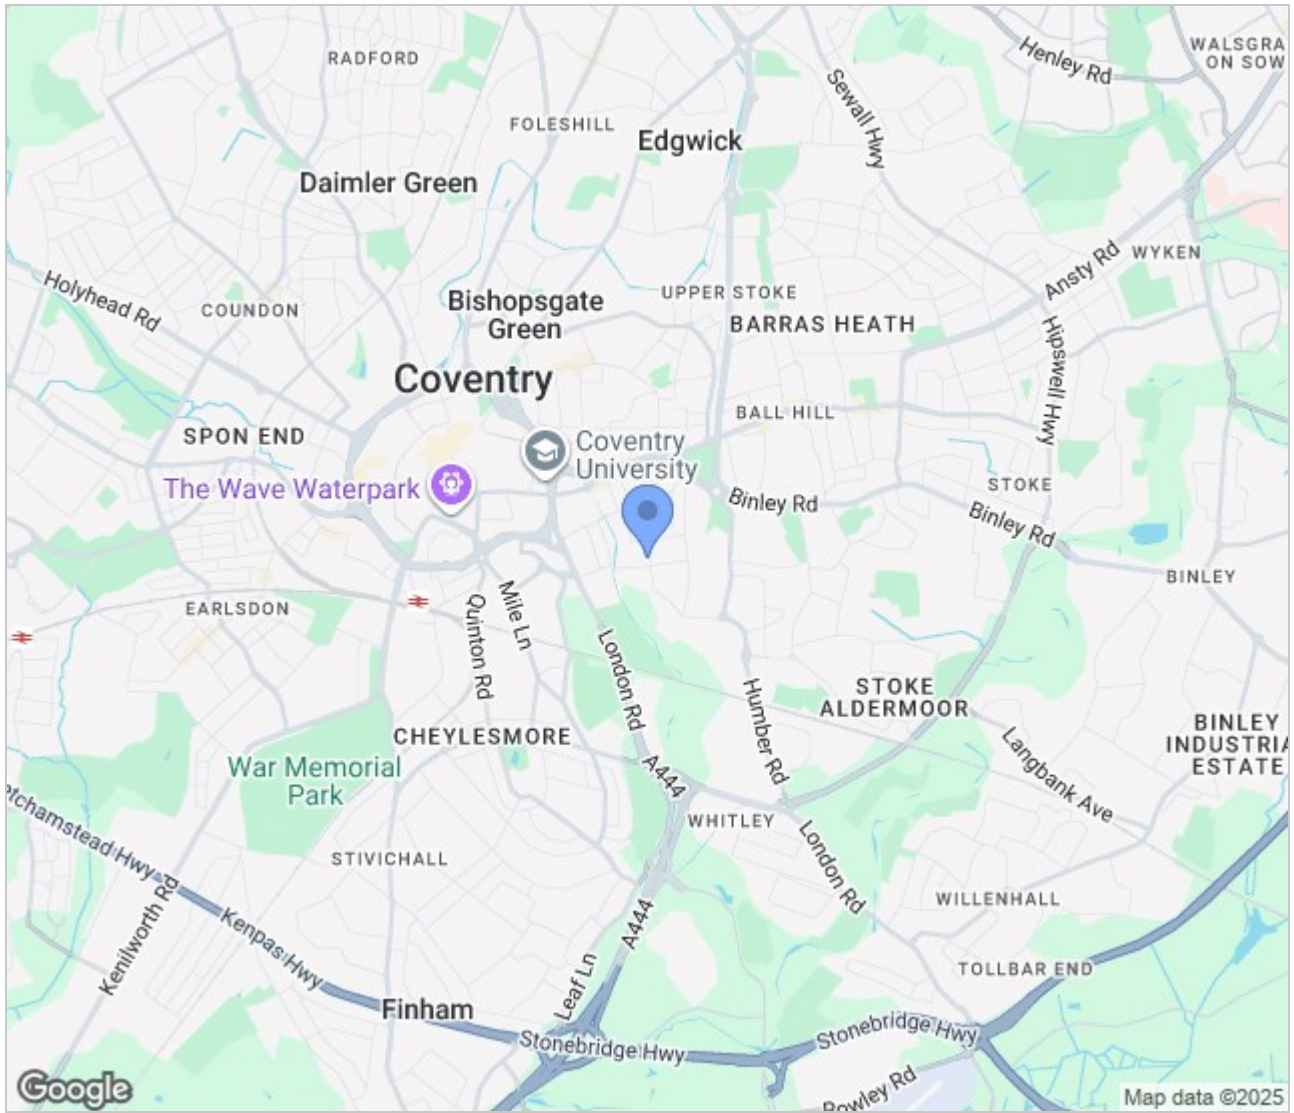 RADFORD
Henley Rd
WALSGRA
ON SOW
Sewall Hwy
FOLESHILL
Edgwick
Daimler Green
WYKEN
Ansty Rd
Holyhead Rd
COUNDON
Bishopsgate
Green
UPPER STOKE
BARRAS HEATH
Hipswell Hwy
Coventry
BALL HILL
SPON END
Coventry
University
The Wave Waterpark
Binley Rd
STOKE
Binley Rd
BINLEY
EARLSDON
Mile Ln
Quinton Rd
London Rd
STOKE
ALDERMOOR
Humber Rd
CHEYLESMORE
BINLEY
INDUSTRIA
ESTATE
Langbank Ave
War Memorial
Park
A444
WHITLEY
etchamstead Hwy
STIVICHALL
London Rd
WILLENHALL
Kenilworth Rd
Kenpas Hwy
A444
TOLLBAR END
Leaf Ln
Finham
Stonebridge Hwy
Stonebridge Hwy
Rowley Rd
Google
Map data ©2025